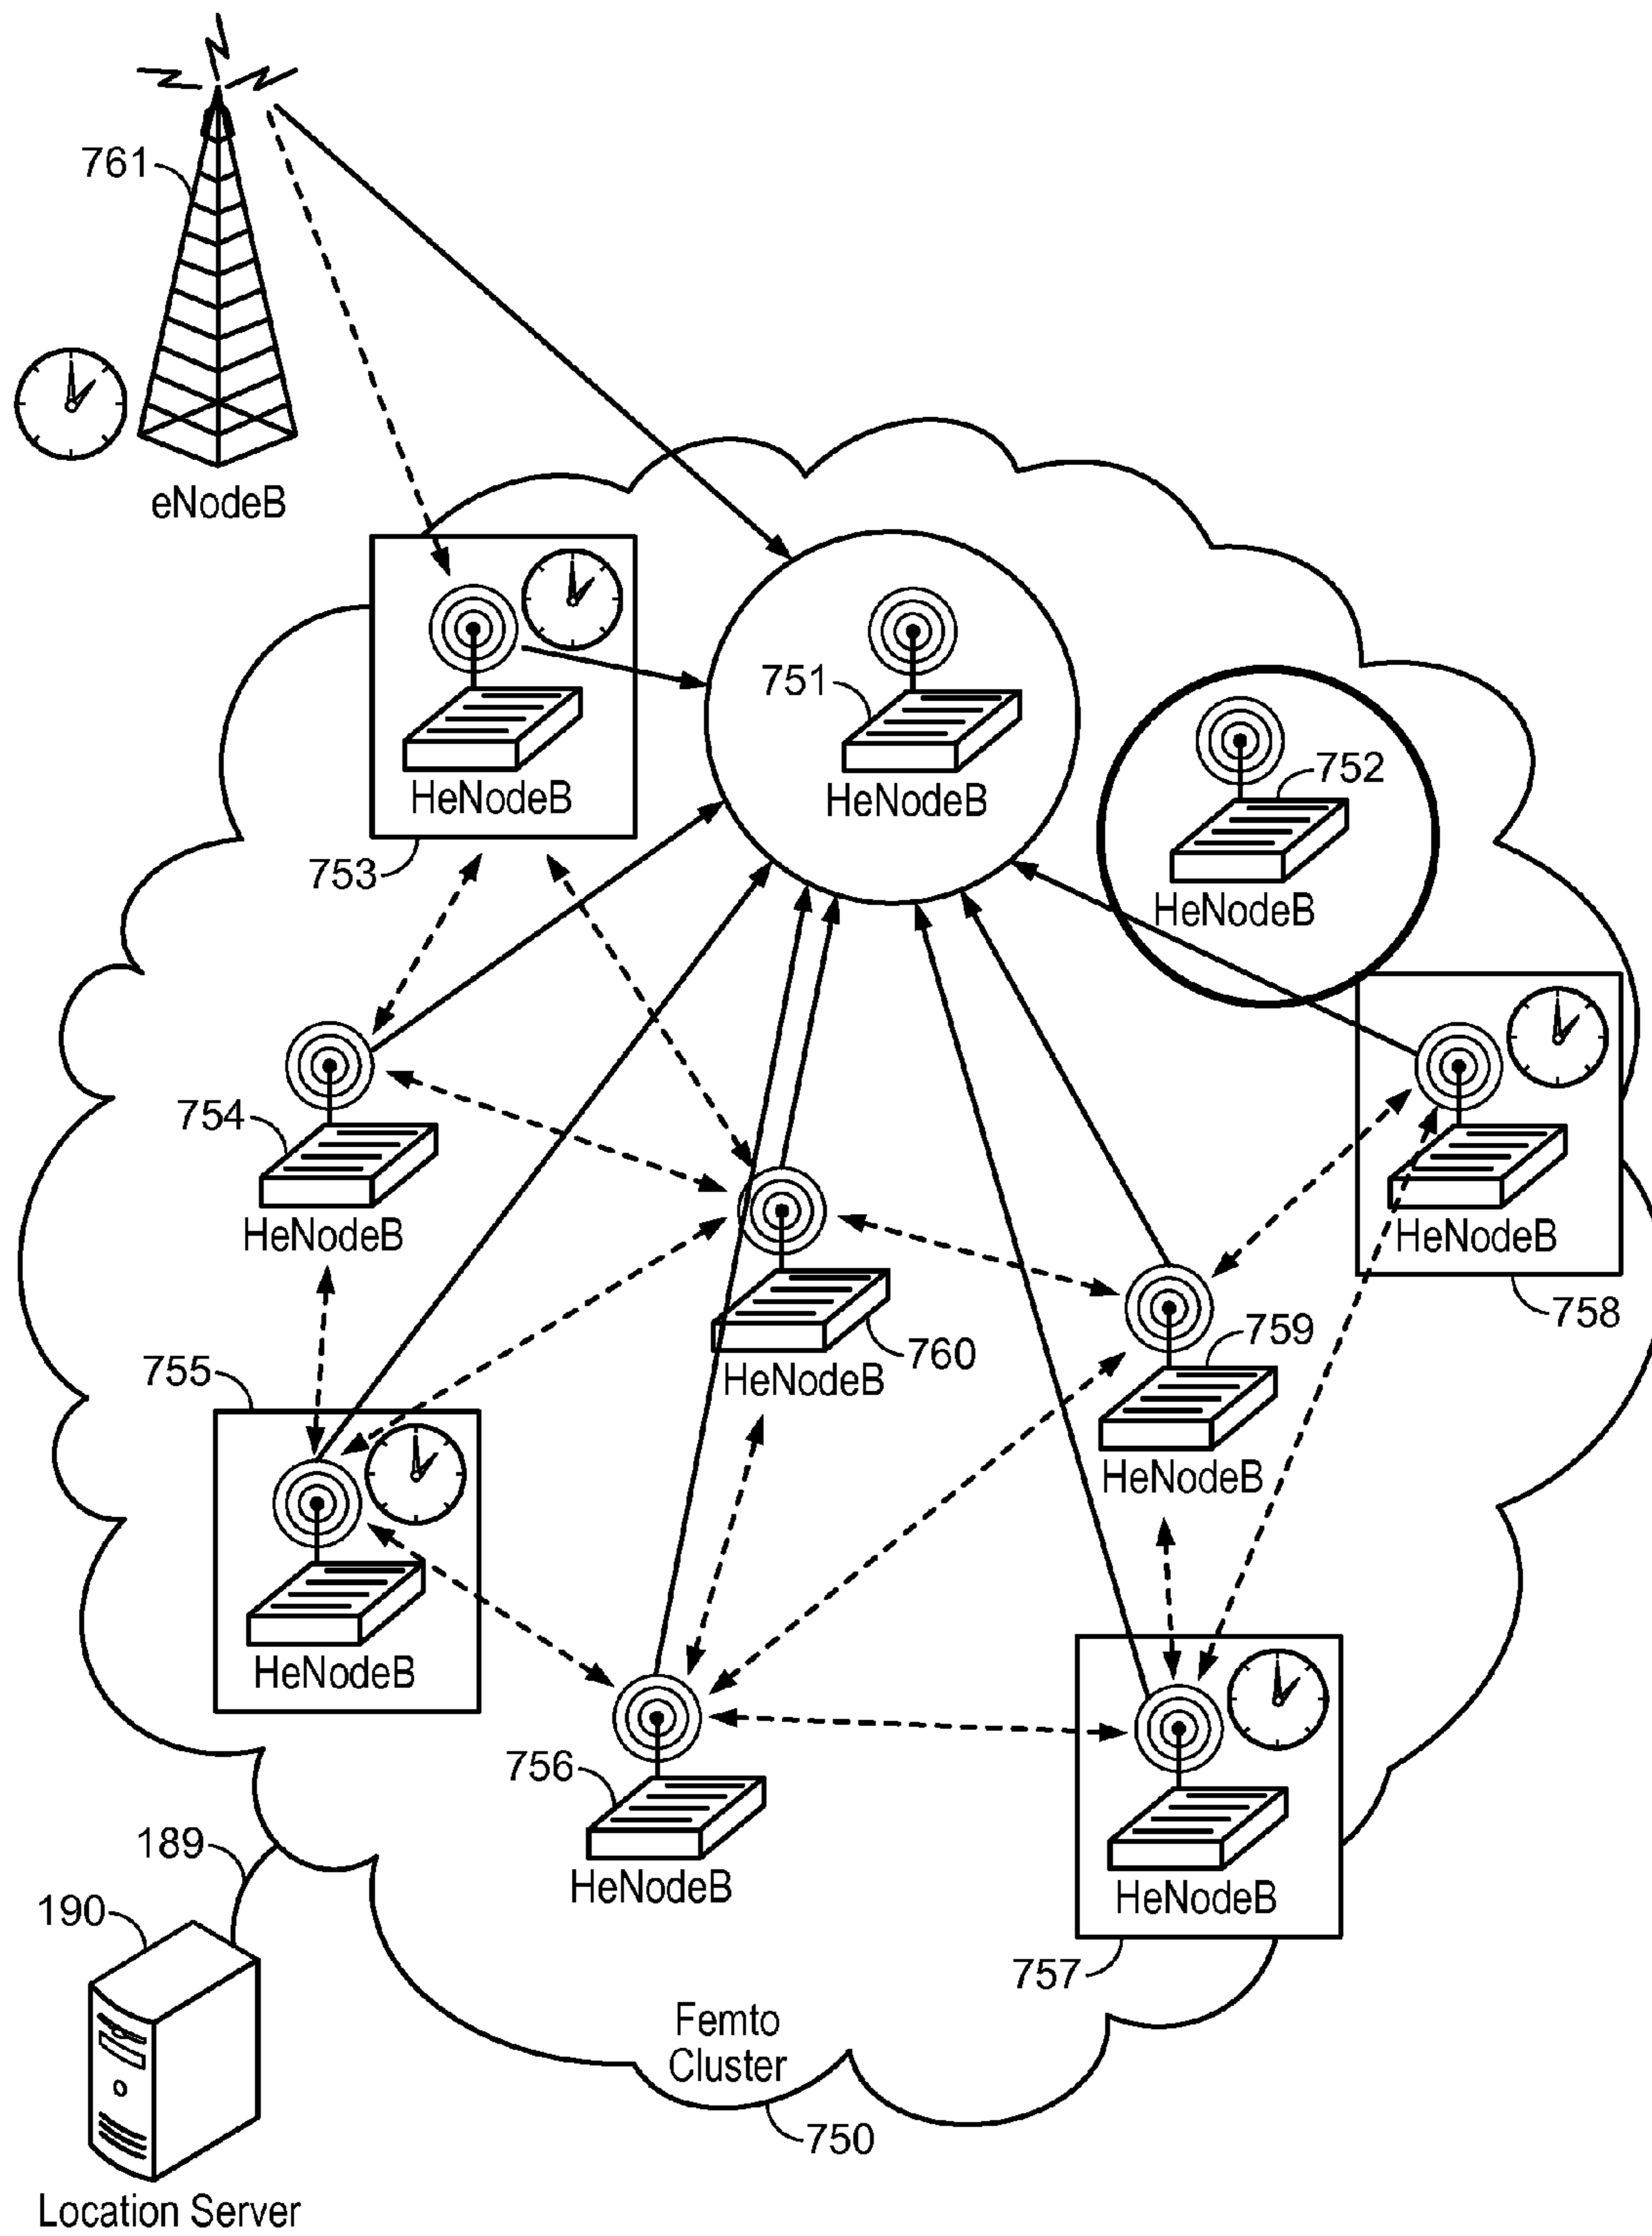 761
eNodeB
751
HeNodeB
HeNodeB
752
753
HeNodeB
754
HeNodeB
HeNodeB
758
760
759
HeNodeB
755
HeNodeB
HeNodeB
756
HeNodeB
HeNodeB
757
189
190
Femto
Cluster
750
Location Server